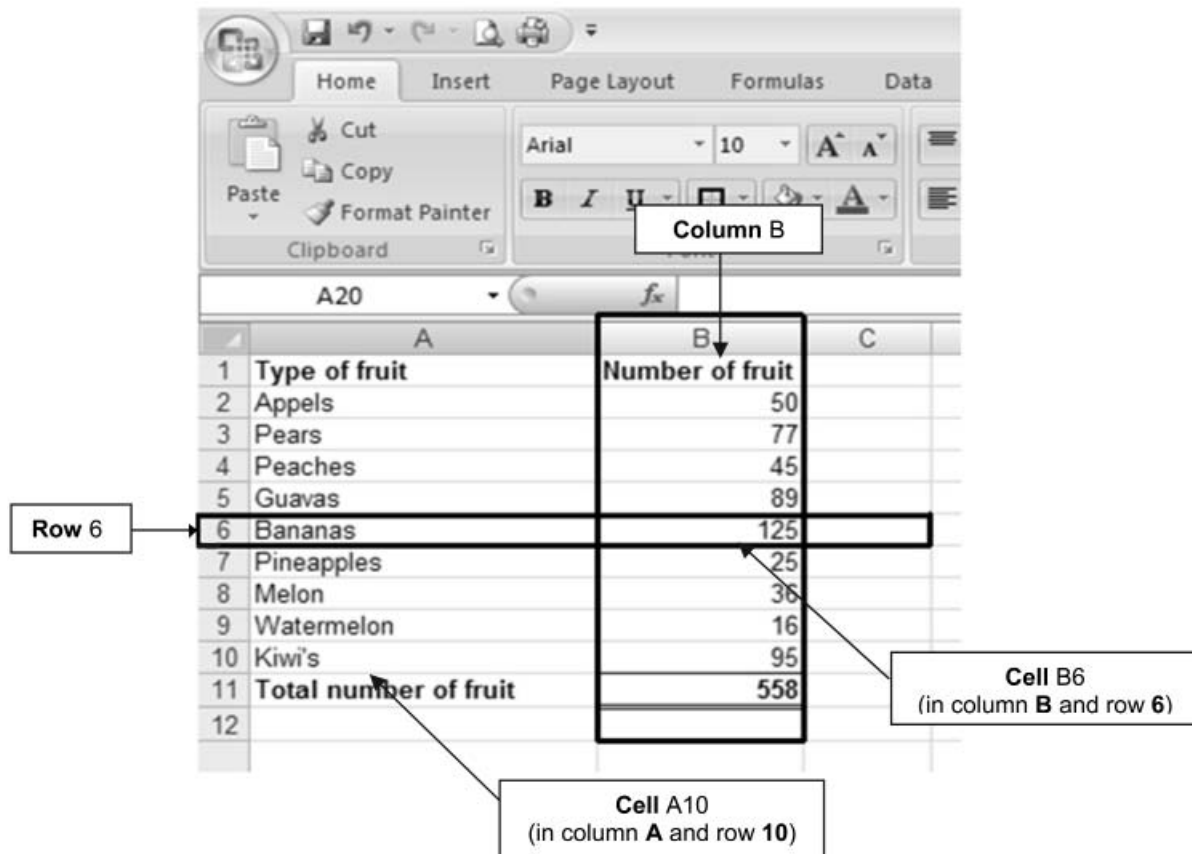 Home Insert Page Layout Formulas Data
Cut
Copy
Paste
Format Painter
Clipboard
Arial 10 A A
B I U A
Column B
A20 fx
A B C
1 Type of fruit Number of fruit
2 Appels 50
3 Pears 77
4 Peaches 45
5 Guavas 89
Row 6
6 Bananas 125
7 Pineapples 25
8 Melon 36
9 Watermelon 16
10 Kiwi's 95
11 Total number of fruit 558
12
Cell B6
(in column B and row 6)
Cell A10
(in column A and row 10)